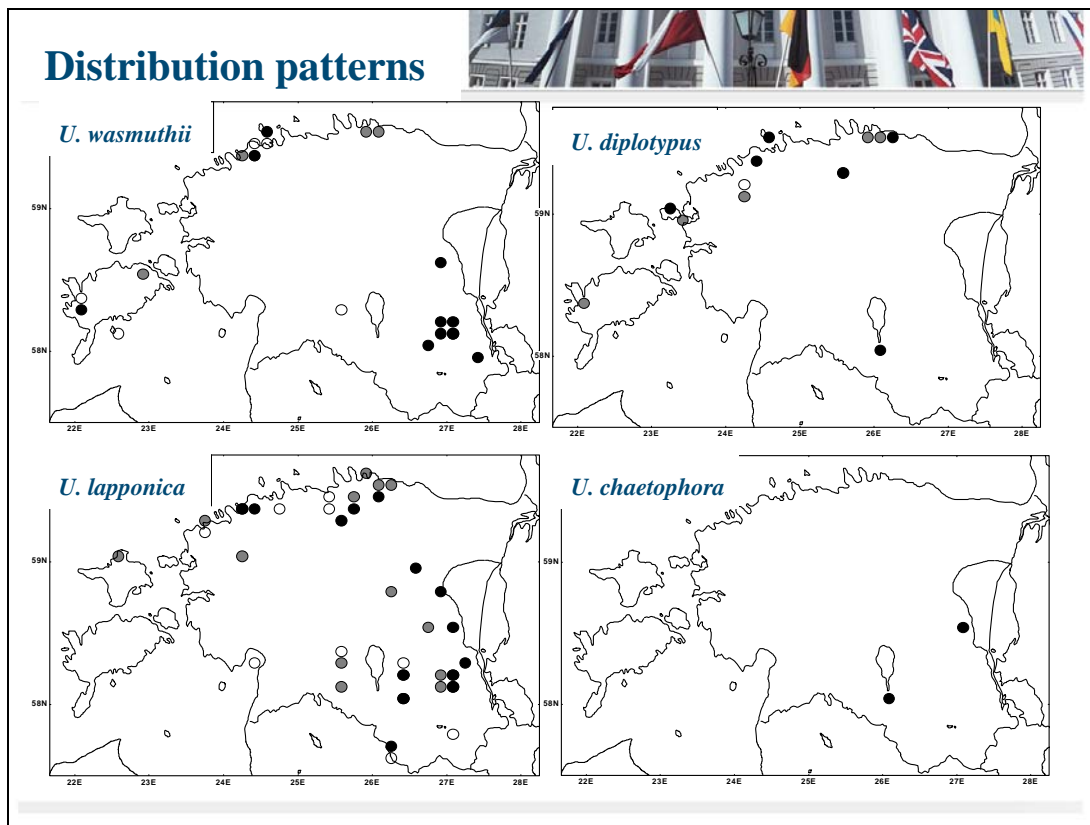 Distribution patterns
U. wasmuthii
59N
58N
22E 23E 24E 25E 26E 27E 28E
U. diplotypus
59N
58N
22E 23E 24E 25E 26E 27E 28E
U. lapponica
59N
58N
22E 23E 24E 25E 26E 27E 28E
U. chaetophora
59N
58N
22E 23E 24E 25E 26E 27E 28E